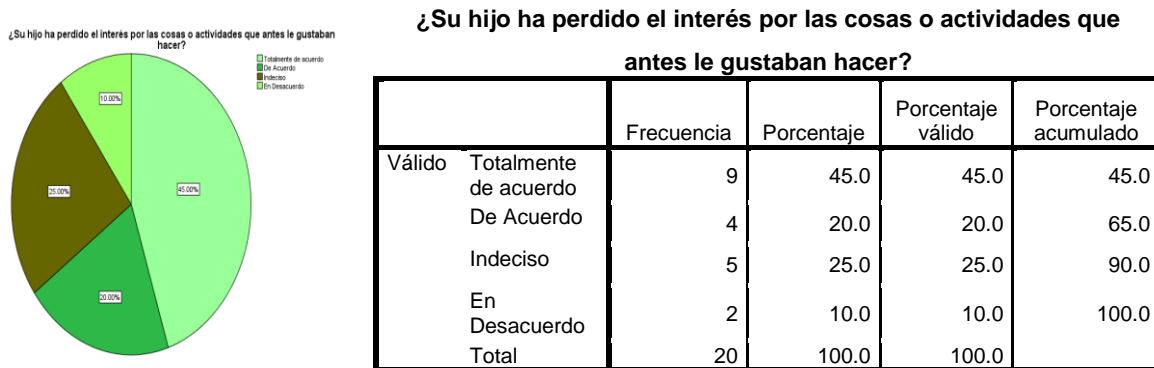 ¿Su hijo ha perdido el interés por las cosas o actividades que antes le gustaban
hacer?
Totalmente de acuerdo
De Acuerdo
Indeciso
En Desacuerdo
10.00%
25.00%
45.00%
20.00%
¿Su hijo ha perdido el interés por las cosas o actividades que
antes le gustaban hacer?
Frecuencia Porcentaje Porcentaje válido Porcentaje acumulado
Válido Totalmente de acuerdo 9 45.0 45.0 45.0
De Acuerdo 4 20.0 20.0 65.0
Indeciso 5 25.0 25.0 90.0
En Desacuerdo 2 10.0 10.0 100.0
Total 20 100.0 100.0